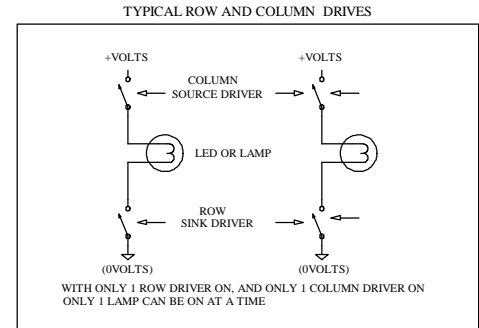 TYPICAL ROW AND COLUMN DRIVES
+VOLTS +VOLTS
COLUMN
SOURCE DRIVER
LED OR LAMP
ROW
SINK DRIVER
(0VOLTS) (0VOLTS)
WITH ONLY 1 ROW DRIVER ON, AND ONLY 1 COLUMN DRIVER ON
ONLY 1 LAMP CAN BE ON AT A TIME